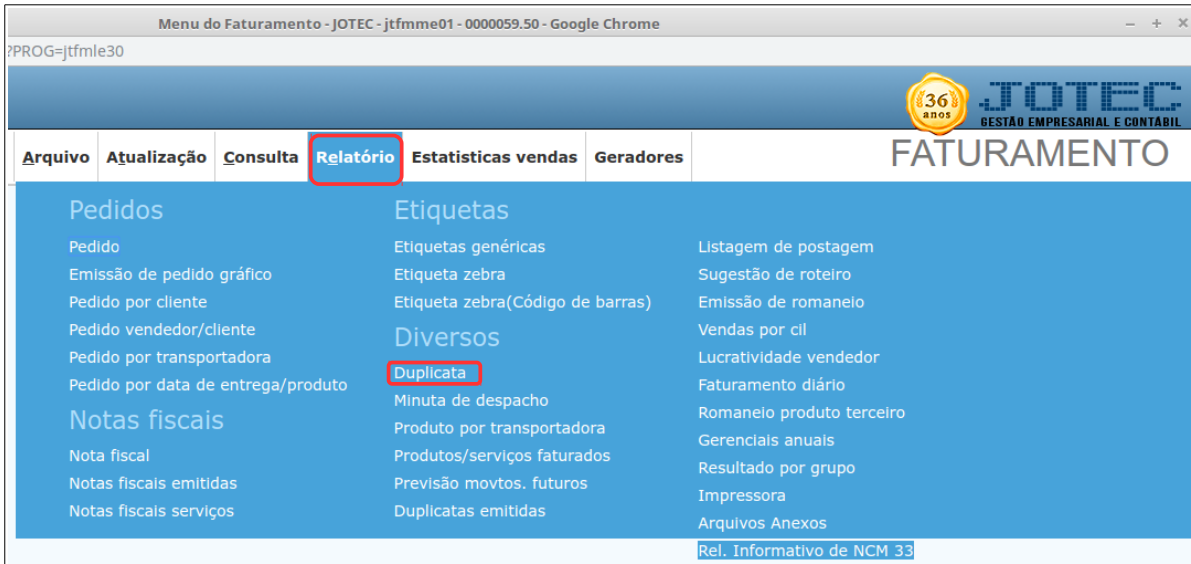 Menu do Faturamento - JOTEC - jtfmme01 - 0000059.50 - Google Chrome
?PROG=jtfmle30
36 anos
JOTEC
GESTÃO EMPRESARIAL E CONTÁBIL
Arquivo Atualização Consulta Relatório Estatisticas vendas Geradores
FATURAMENTO
Pedidos
Pedido
Emissão de pedido gráfico
Pedido por cliente
Pedido vendedor/cliente
Pedido por transportadora
Pedido por data de entrega/produto
Notas fiscais
Nota fiscal
Notas fiscais emitidas
Notas fiscais serviços
Etiquetas
Etiquetas genéricas
Etiqueta zebra
Etiqueta zebra(Código de barras)
Diversos
Duplicata
Minuta de despacho
Produto por transportadora
Produtos/serviços faturados
Previsão movtos. futuros
Duplicatas emitidas
Listagem de postagem
Sugestão de roteiro
Emissão de romaneio
Vendas por cil
Lucratividade vendedor
Faturamento diário
Romaneio produto terceiro
Gerenciais anuais
Resultado por grupo
Impressora
Arquivos Anexos
Rel. Informativo de NCM 33